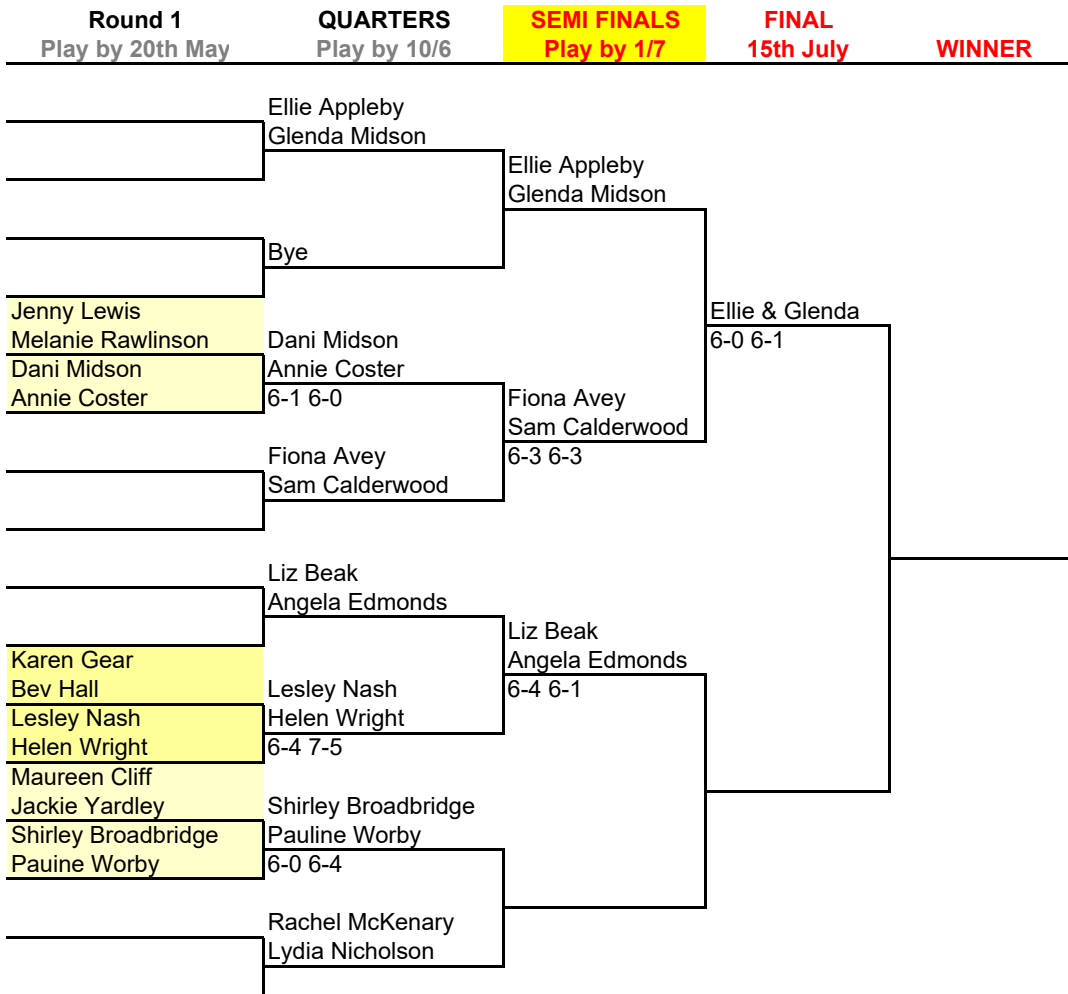 Round 1 QUARTERS SEMI FINALS FINAL
Play by 20th May Play by 10/6 Play by 1/7 15th July WINNER
Ellie Appleby
Glenda Midson
Ellie Appleby
Glenda Midson
Bye
Jenny Lewis Ellie & Glenda
Melanie Rawlinson Dani Midson 6-0 6-1
Dani Midson Annie Coster
Annie Coster 6-1 6-0 Fiona Avey
Sam Calderwood
Fiona Avey 6-3 6-3
Sam Calderwood
Liz Beak
Angela Edmonds
Liz Beak
Karen Gear Angela Edmonds
Bev Hall Lesley Nash 6-4 6-1
Lesley Nash Helen Wright
Helen Wright 6-4 7-5
Maureen Cliff
Jackie Yardley Shirley Broadbridge
Shirley Broadbridge Pauline Worby
Pauine Worby 6-0 6-4
Rachel McKenary
Lydia Nicholson